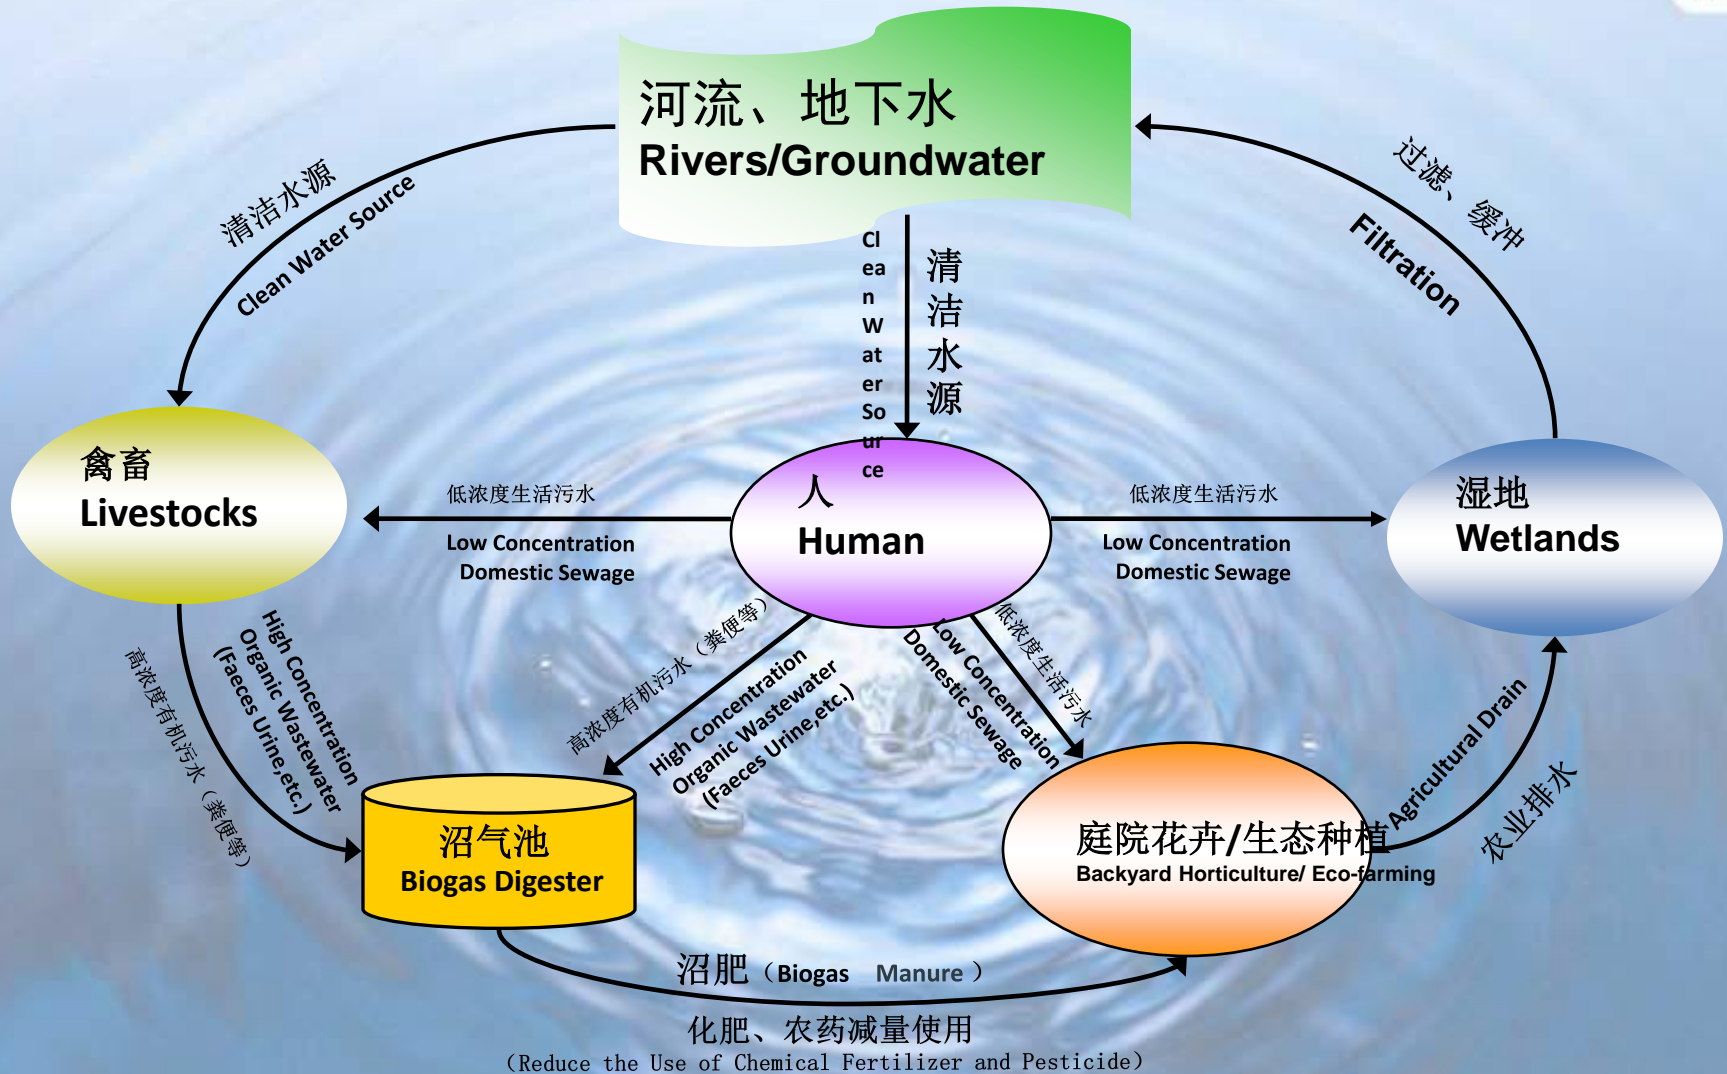 河流、地下水
Rivers/Groundwater
清洁水源
Clean Water Source
Cl
ea
n
W
at
er
So
ur
ce
清
洁
水
源
过滤、缓冲
Filtration
禽畜
Livestocks
低浓度生活污水
Low Concentration
Domestic Sewage
人
Human
低浓度生活污水
Low Concentration
Domestic Sewage
湿地
Wetlands
高浓度有机污水（粪便等）
High Concentration
Organic Wastewater
(Faeces Urine,etc.)
高浓度有机污水（粪便等）
High Concentration
Organic Wastewater
(Faeces Urine,etc.)
低浓度生活污水
Low Concentration
Domestic Sewage
Agricultural Drain
农业排水
沼气池
Biogas Digester
庭院花卉/生态种植
Backyard Horticulture/ Eco-farming
沼肥（Biogas Manure）
化肥、农药减量使用
（Reduce the Use of Chemical Fertilizer and Pesticide）